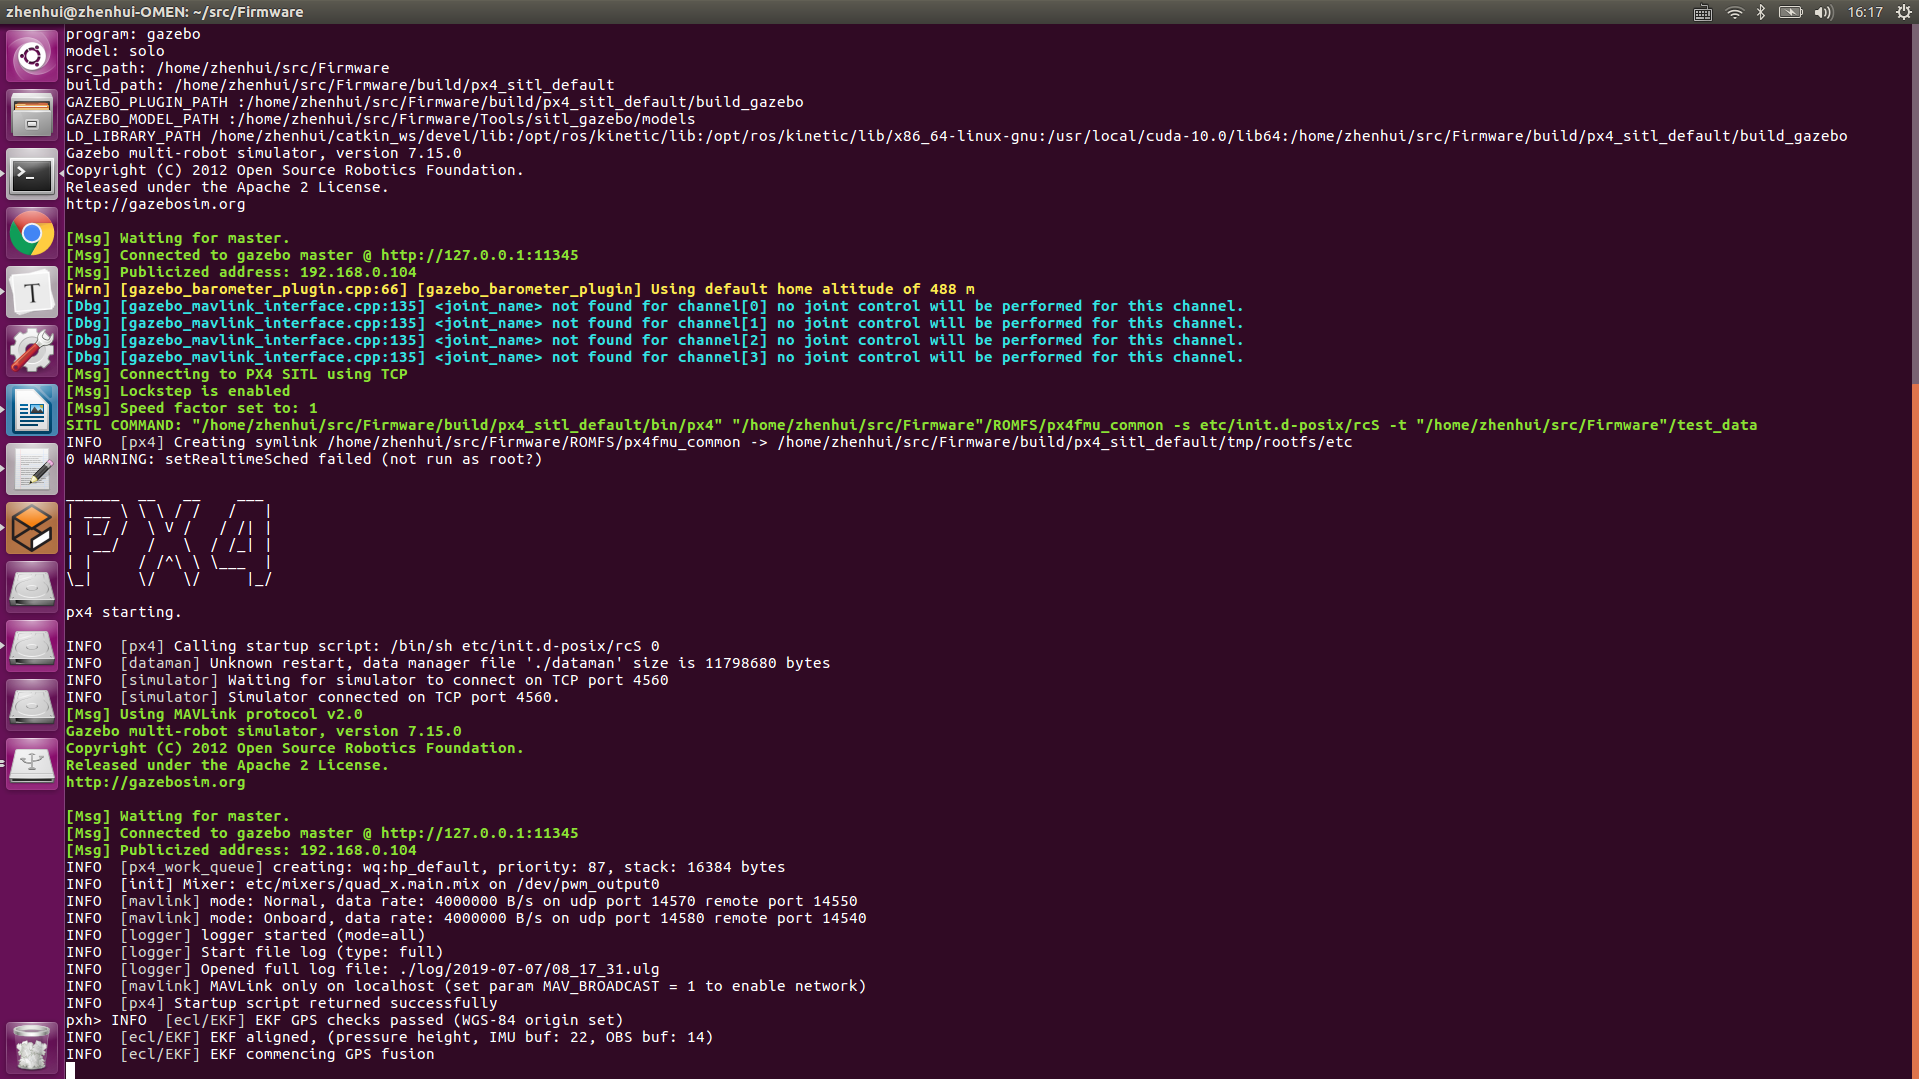 zhenhui@zhenhui-OMEN: ~/src/Firmware
16:17
program: gazebo
model: solo
src_path: /home/zhenhui/src/Firmware
build_path: /home/zhenhui/src/Firmware/build/px4_sitl_default
GAZEBO_PLUGIN_PATH :/home/zhenhui/src/Firmware/build/px4_sitl_default/build_gazebo
GAZEBO_MODEL_PATH :/home/zhenhui/src/Firmware/Tools/sitl_gazebo/models
LD_LIBRARY_PATH /home/zhenhui/catkin_ws/devel/lib:/opt/ros/kinetic/lib:/opt/ros/kinetic/lib/x86_64-linux-gnu:/usr/local/cuda-10.0/lib64:/home/zhenhui/src/Firmware/build/px4_sitl_default/build_gazebo
Gazebo multi-robot simulator, version 7.15.0
Copyright (C) 2012 Open Source Robotics Foundation.
Released under the Apache 2 License.
http://gazebosim.org
[Msg] Waiting for master.
[Msg] Connected to gazebo master @ http://127.0.0.1:11345
[Msg] Publicized address: 192.168.0.104
[Wrn] [gazebo_barometer_plugin.cpp:66] [gazebo_barometer_plugin] Using default home altitude of 488 m
[Dbg] [gazebo_mavlink_interface.cpp:135] <joint_name> not found for channel[0] no joint control will be performed for this channel.
[Dbg] [gazebo_mavlink_interface.cpp:135] <joint_name> not found for channel[1] no joint control will be performed for this channel.
[Dbg] [gazebo_mavlink_interface.cpp:135] <joint_name> not found for channel[2] no joint control will be performed for this channel.
[Dbg] [gazebo_mavlink_interface.cpp:135] <joint_name> not found for channel[3] no joint control will be performed for this channel.
[Msg] Connecting to PX4 SITL using TCP
[Msg] Lockstep is enabled
[Msg] Speed factor set to: 1
SITL COMMAND: "/home/zhenhui/src/Firmware/build/px4_sitl_default/bin/px4" "/home/zhenhui/src/Firmware"/ROMFS/px4fmu_common -s etc/init.d-posix/rcS -t "/home/zhenhui/src/Firmware"/test_data
INFO  [px4] Creating symlink /home/zhenhui/src/Firmware/ROMFS/px4fmu_common -> /home/zhenhui/src/Firmware/build/px4_sitl_default/tmp/rootfs/etc
0 WARNING: setRealtimeSched failed (not run as root?)
______  __   __    ___
| ___ \ \ \ / /   /   |
| |_/ /  \ V /   / /| |
|  __/   /   \  / /_| |
| |     / /^\ \ \___  |
\_|     \/   \/     |_/
px4 starting.
INFO  [px4] Calling startup script: /bin/sh etc/init.d-posix/rcS 0
INFO  [dataman] Unknown restart, data manager file './dataman' size is 11798680 bytes
INFO  [simulator] Waiting for simulator to connect on TCP port 4560
INFO  [simulator] Simulator connected on TCP port 4560.
[Msg] Using MAVLink protocol v2.0
Gazebo multi-robot simulator, version 7.15.0
Copyright (C) 2012 Open Source Robotics Foundation.
Released under the Apache 2 License.
http://gazebosim.org
[Msg] Waiting for master.
[Msg] Connected to gazebo master @ http://127.0.0.1:11345
[Msg] Publicized address: 192.168.0.104
INFO  [px4_work_queue] creating: wq:hp_default, priority: 87, stack: 16384 bytes
INFO  [init] Mixer: etc/mixers/quad_x.main.mix on /dev/pwm_output0
INFO  [mavlink] mode: Normal, data rate: 4000000 B/s on udp port 14570 remote port 14550
INFO  [mavlink] mode: Onboard, data rate: 4000000 B/s on udp port 14580 remote port 14540
INFO  [logger] logger started (mode=all)
INFO  [logger] Start file log (type: full)
INFO  [logger] Opened full log file: ./log/2019-07-07/08_17_31.ulg
INFO  [mavlink] MAVLink only on localhost (set param MAV_BROADCAST = 1 to enable network)
INFO  [px4] Startup script returned successfully
pxh> INFO  [ecl/EKF] EKF GPS checks passed (WGS-84 origin set)
INFO  [ecl/EKF] EKF aligned, (pressure height, IMU buf: 22, OBS buf: 14)
INFO  [ecl/EKF] EKF commencing GPS fusion